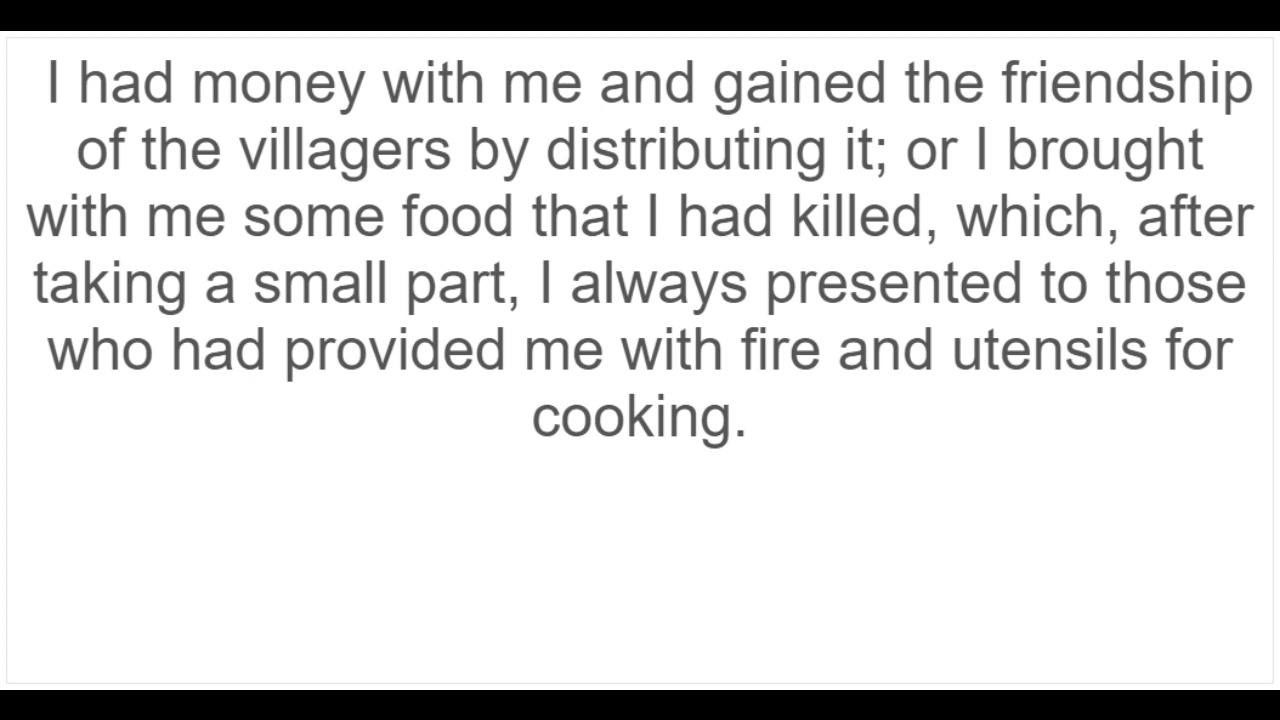 I had money with me and gained the friendship
of the villagers by distributing it; or I brought
with me some food that I had killed, which, after
taking a small part, I always presented to those
who had provided me with fire and utensils for
cooking.